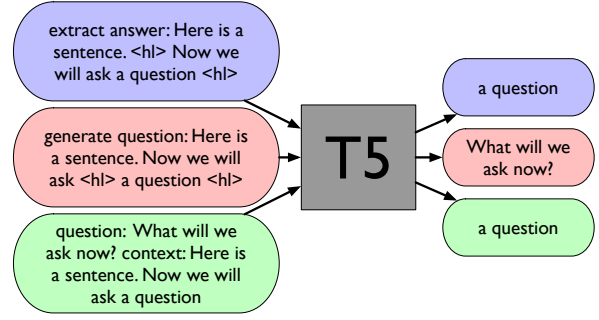 extract answer: Here is a
sentence. <hl> Now we
will ask a question <hl>
generate question: Here is
a sentence. Now we will
ask <hl> a question <hl>
question: What will we
ask now? context: Here is
a sentence. Now we will
ask a question
T5
a question
What will we
ask now?
a question